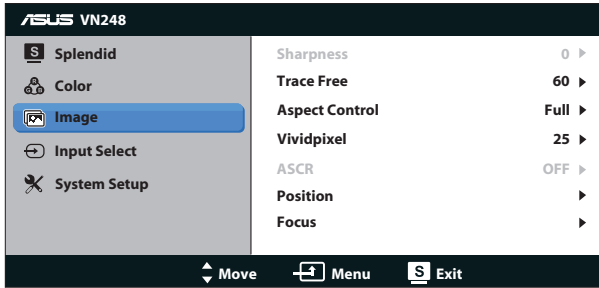 ASUS VN248
S Splendid
Color
Image
Input Select
System Setup
Sharpness 0
Trace Free 60
Aspect Control Full
Vividpixel 25
ASCR OFF
Position
Focus
Move Menu S Exit